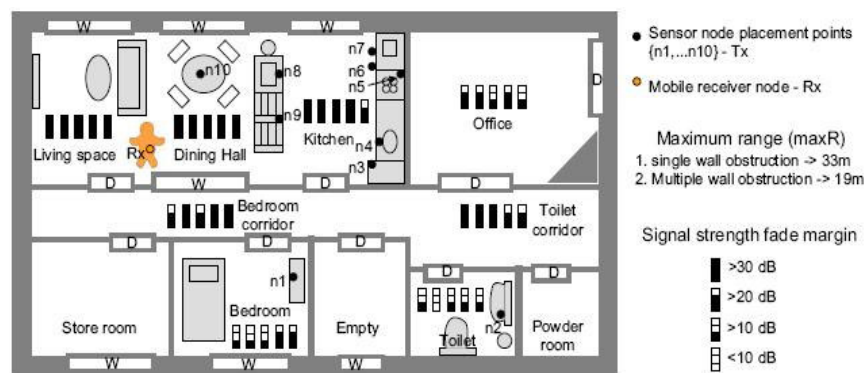 W W W
n7
n6
n5
n10
n8
n9
n4
n3
Kitchen
Living space Rx Dining Hall
Office
D
D W D D
Bedroom
corridor
Toilet
corridor
D D D D D
n1
Bedroom
Store room
Empty
n2
Toilet
Powder
room
W W W
Sensor node placement points
{n1,...n10} - Tx
Mobile receiver node - Rx
Maximum range (maxR)
1. single wall obstruction -> 33m
2. Multiple wall obstruction -> 19m
Signal strength fade margin
>30 dB
>20 dB
>10 dB
<10 dB